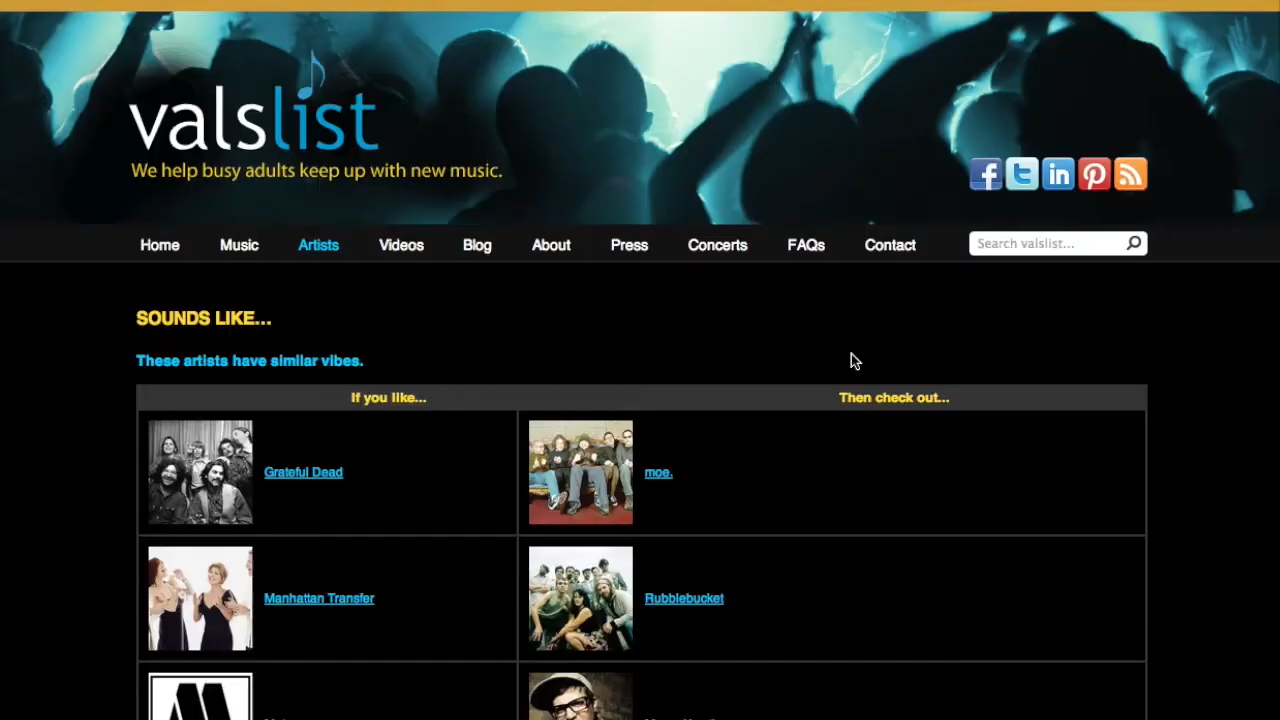 valslist
We help busy adults keep up with new music.
Home Music Artists Videos Blog About Press Concerts FAQs Contact Search valslist...
SOUNDS LIKE...
These artists have similar vibes.
If you like... Then check out...
Grateful Dead moe.
Manhattan Transfer Rubblebucket